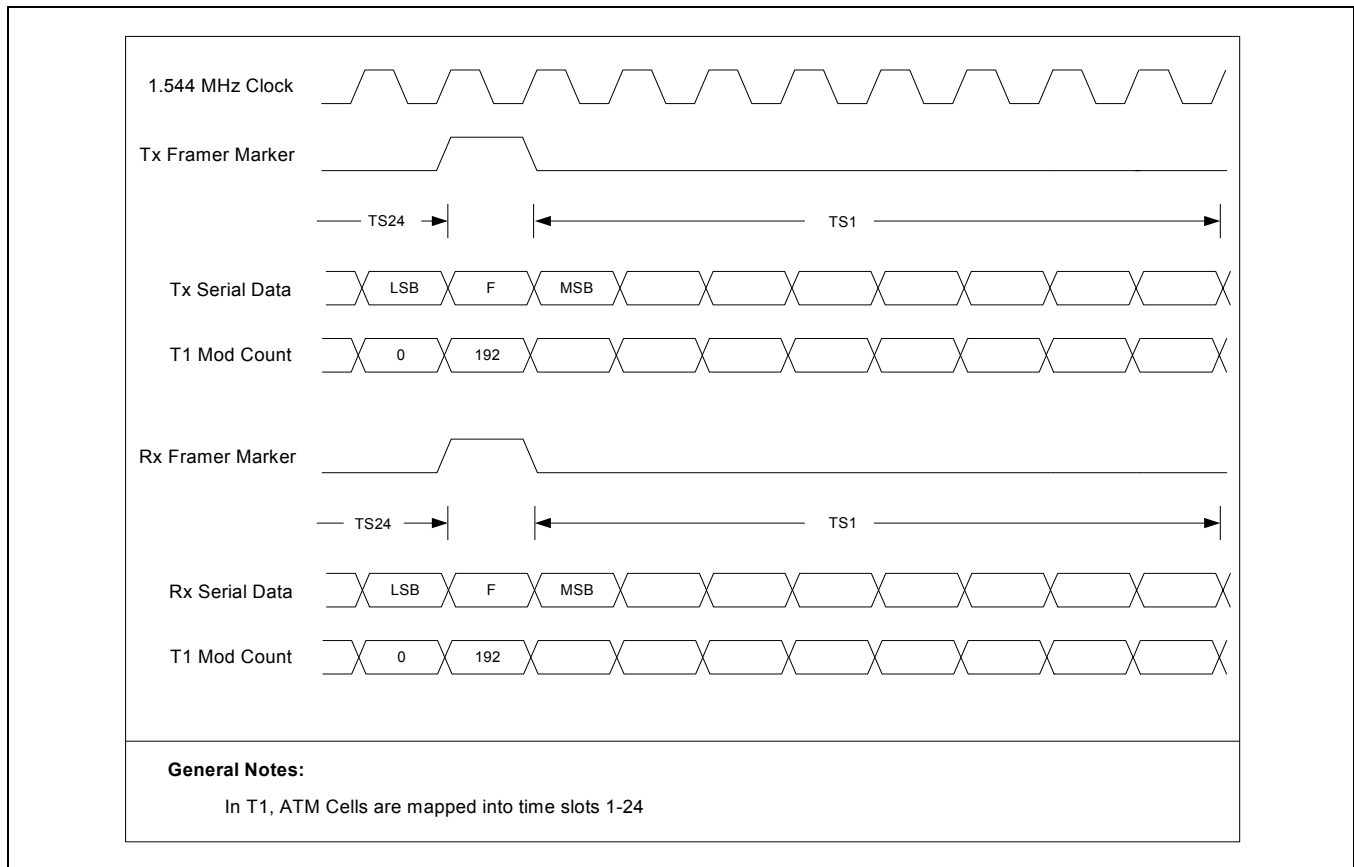 1.544 MHz Clock
Tx Framer Marker
TS24
TS1
Tx Serial Data
LSB
F
MSB
T1 Mod Count
0
192
Rx Framer Marker
TS24
TS1
Rx Serial Data
LSB
F
MSB
T1 Mod Count
0
192
General Notes:
In T1, ATM Cells are mapped into time slots 1-24